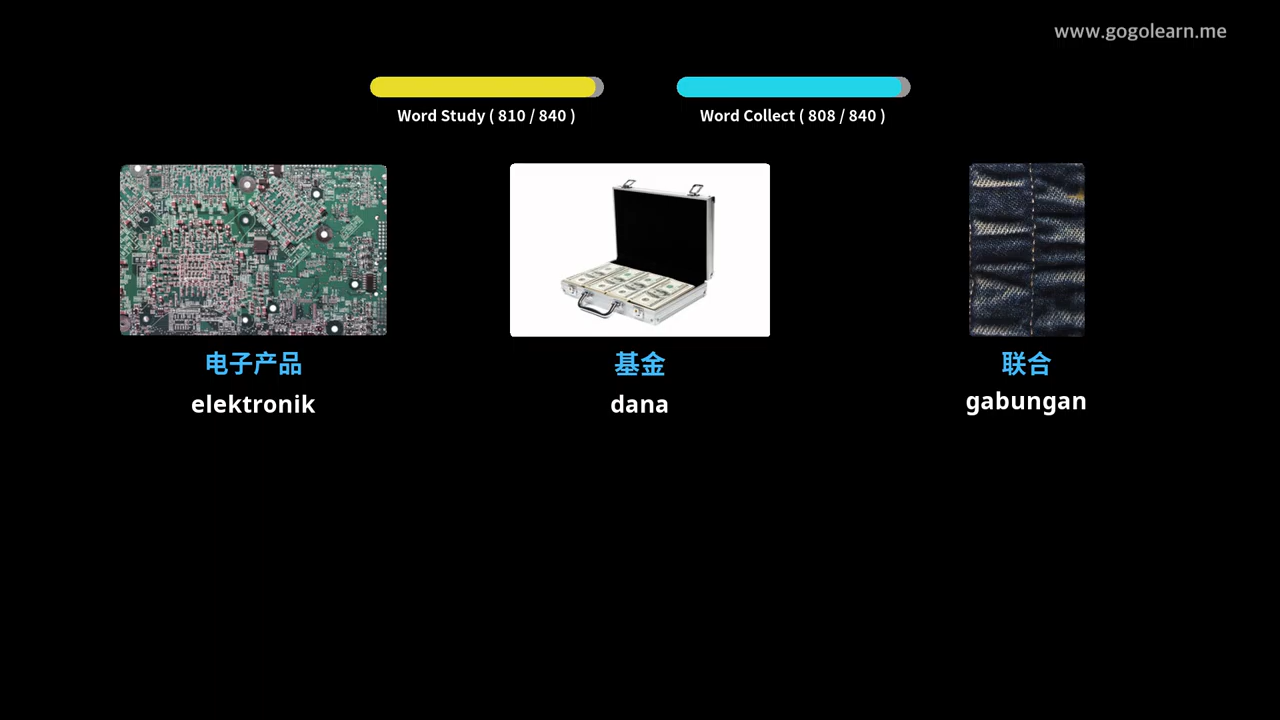 www.gogolearn.me
Word Study ( 810 / 840 )
Word Collect ( 808 / 840 )
电子产品
elektronik
基金
dana
联合
gabungan